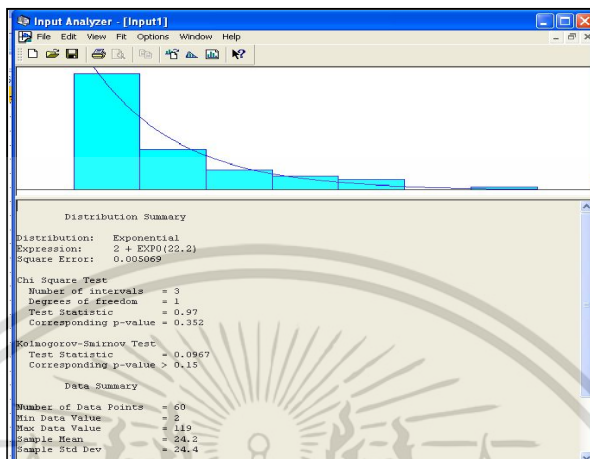 Input Analyzer - [Input1]
File Edit View Fit Options Window Help
Distribution Summary
Distribution: Exponential
Expression: 2 + EXPO(22.2)
Square Error: 0.005069
Chi Square Test
Number of intervals = 3
Degrees of freedom = 1
Test Statistic = 0.97
Corresponding p-value = 0.352
Kolmogorov-Smirnov Test
Test Statistic = 0.0967
Corresponding p-value > 0.15
Data Summary
Number of Data Points = 60
Min Data Value = 2
Max Data Value = 119
Sample Mean = 24.2
Sample Std Dev = 24.4